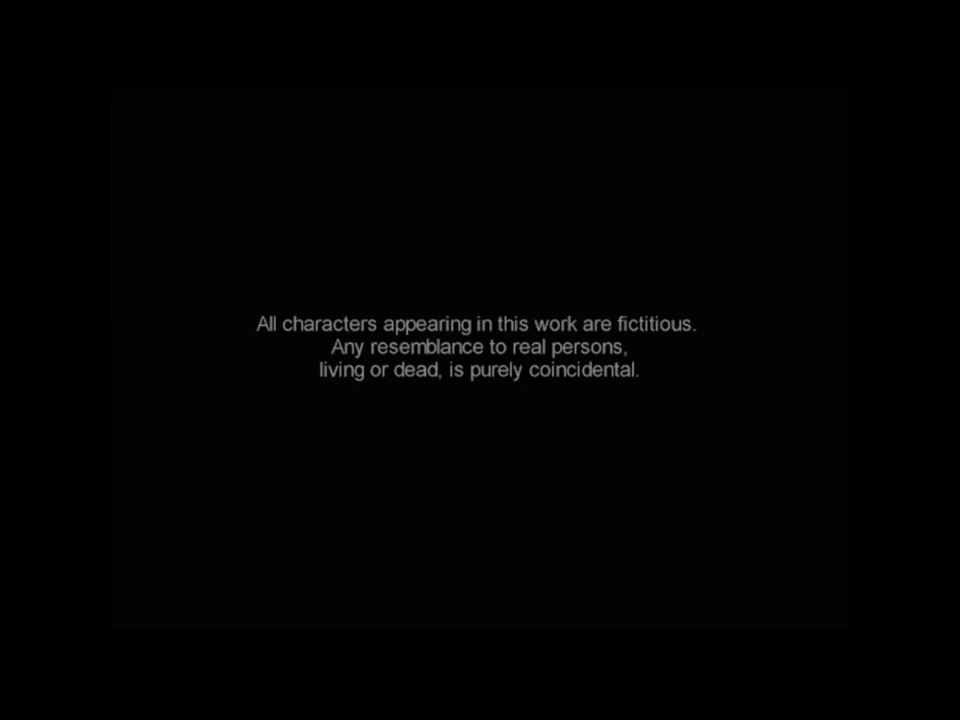 All characters appearing in this work are fictitious.
Any resemblance to real persons,
living or dead, is purely coincidental.